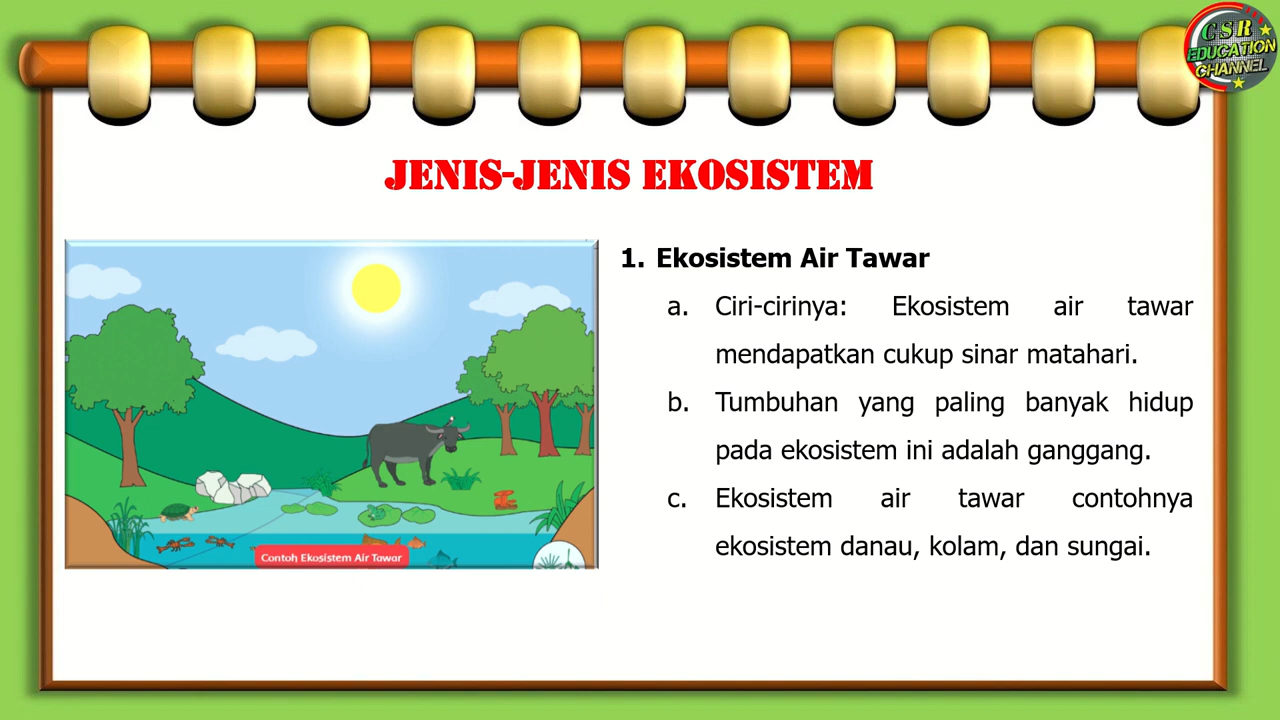 CSR
EDUCATION
CHANNEL
JENIS-JENIS EKOSISTEM
1. Ekosistem Air Tawar
a. Ciri-cirinya: Ekosistem air tawar
mendapatkan cukup sinar matahari.
b. Tumbuhan yang paling banyak hidup
pada ekosistem ini adalah ganggang.
c. Ekosistem air tawar contohnya
ekosistem danau, kolam, dan sungai.
Contoh Ekosistem Air Tawar